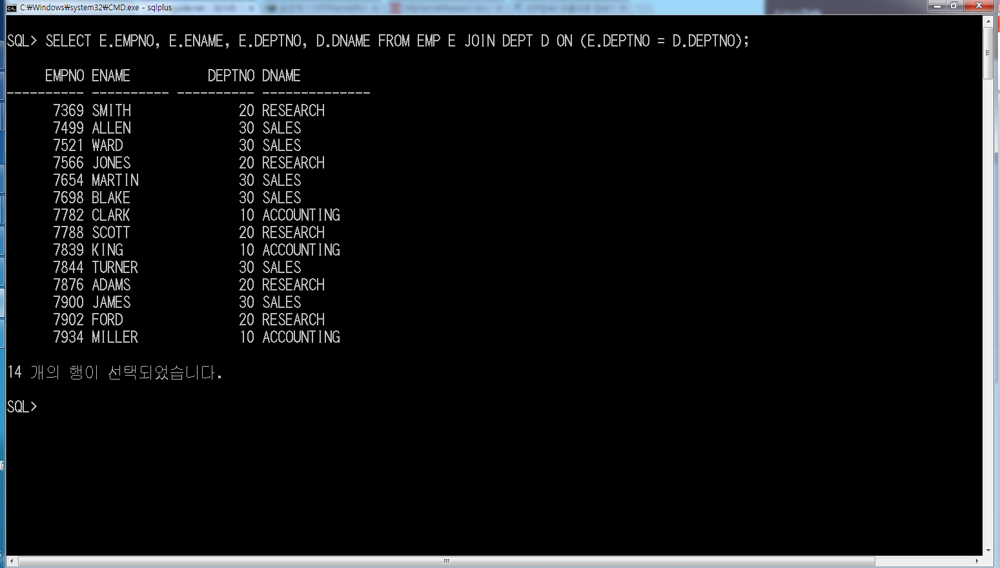 C:₩Windows₩system32₩CMD.exe - sqlplus
SQL> SELECT E.EMPNO, E.ENAME, E.DEPTNO, D.DNAME FROM EMP E JOIN DEPT D ON (E.DEPTNO = D.DEPTNO);
EMPNO ENAME DEPTNO DNAME
---------- ---------- ---------- --------------
7369 SMITH 20 RESEARCH
7499 ALLEN 30 SALES
7521 WARD 30 SALES
7566 JONES 20 RESEARCH
7654 MARTIN 30 SALES
7698 BLAKE 30 SALES
7782 CLARK 10 ACCOUNTING
7788 SCOTT 20 RESEARCH
7839 KING 10 ACCOUNTING
7844 TURNER 30 SALES
7876 ADAMS 20 RESEARCH
7900 JAMES 30 SALES
7902 FORD 20 RESEARCH
7934 MILLER 10 ACCOUNTING
14 개의 행이 선택되었습니다.
SQL>